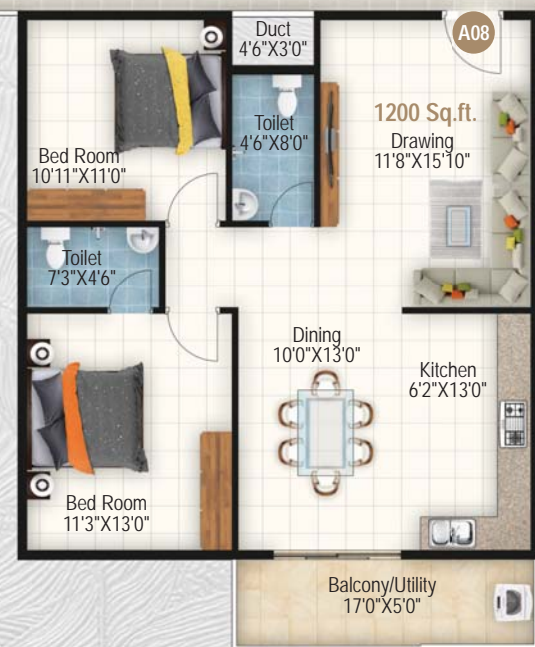 Duct
4'6"X3'0"
A08
1200 Sq.ft.
Drawing
11'8"X15'10"
Toilet
4'6"X8'0"
Bed Room
10'11"X11'0"
Toilet
7'3"X4'6"
Dining
10'0"X13'0"
Kitchen
6'2"X13'0"
Bed Room
11'3"X13'0"
Balcony/Utility
17'0"X5'0"